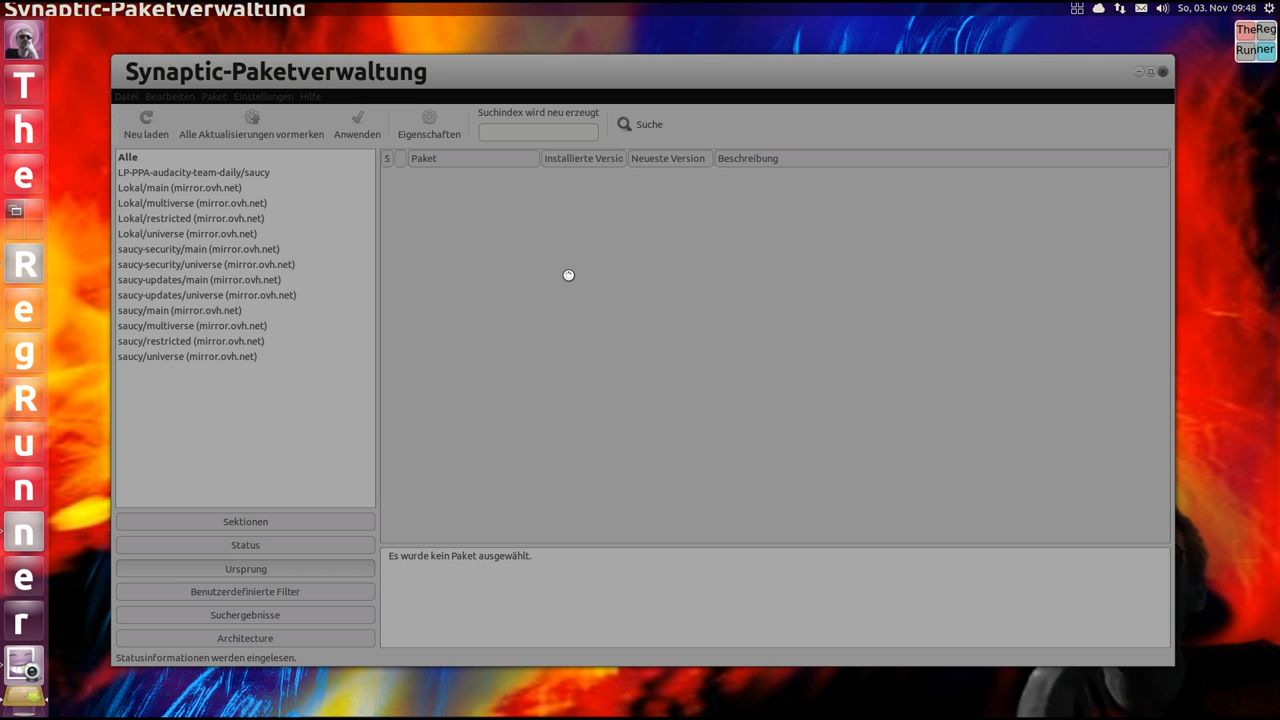 Synaptic-Paketverwaltung
So, 03. Nov 09:48
TheReg
Runner
T
h
e
R
e
g
R
u
n
n
e
r
Synaptic-Paketverwaltung
Datei Bearbeiten Paket Einstellungen Hilfe
Neu laden
Alle Aktualisierungen vormerken
Anwenden
Eigenschaften
Suchindex wird neu erzeugt
Suche
Alle
LP-PPA-audacity-team-daily/saucy
Lokal/main (mirror.ovh.net)
Lokal/multiverse (mirror.ovh.net)
Lokal/restricted (mirror.ovh.net)
Lokal/universe (mirror.ovh.net)
saucy-security/main (mirror.ovh.net)
saucy-security/universe (mirror.ovh.net)
saucy-updates/main (mirror.ovh.net)
saucy-updates/universe (mirror.ovh.net)
saucy/main (mirror.ovh.net)
saucy/multiverse (mirror.ovh.net)
saucy/restricted (mirror.ovh.net)
saucy/universe (mirror.ovh.net)
Sektionen
Status
Ursprung
Benutzerdefinierte Filter
Suchergebnisse
Architecture
S Paket Installierte Versic Neueste Version Beschreibung
Es wurde kein Paket ausgewählt.
Statusinformationen werden eingelesen.